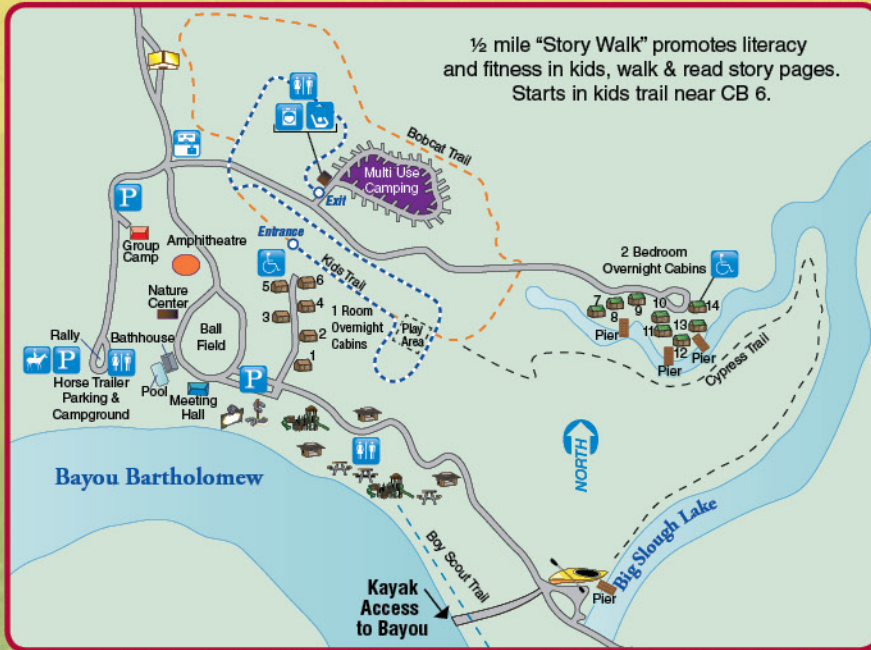 ½ mile “Story Walk” promotes literacy
and fitness in kids, walk & read story pages.
Starts in kids trail near CB 6.
Bobcat Trail
Multi Use
Camping
Exit
P
Group
Camp
Amphitheatre
Entrance
Kids Trail
2 Bedroom
Overnight Cabins
Nature
Center
5
6
4
3
2
1
1 Room
Overnight
Cabins
Play
Area
7
8
9
10
14
11
13
12
Pier
Pier
Pier
Cypress Trail
Rally
Bathhouse
Ball
Field
P
Horse Trailer
Parking &
Campground
Pool
Meeting
Hall
P
NORTH
Bayou Bartholomew
Big Slough Lake
Boy Scout Trail
Kayak
Access
to Bayou
Pier